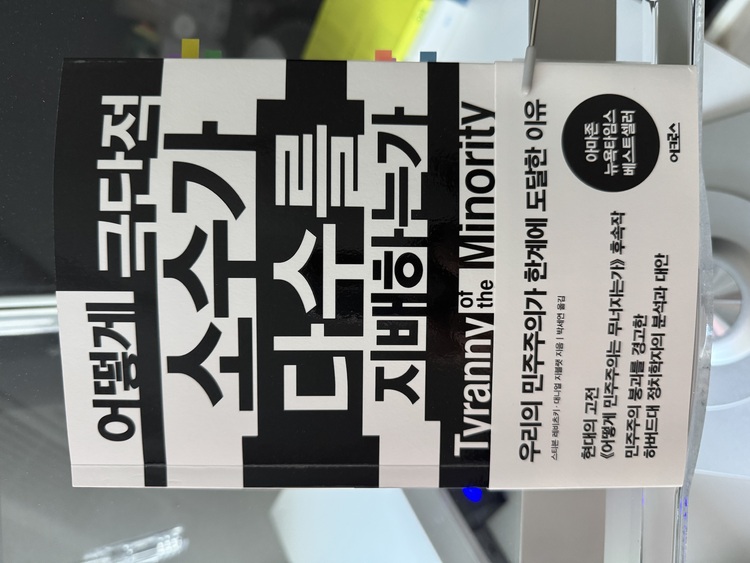 어떻게 극단적
소수가
다수를
지배하는가
Tyranny of the Minority
우리의 민주주의가 한계에 도달한 이유
스티븐 레비츠키 · 대니얼 지블랫 지음 | 박세연 옮김
아마존
뉴욕타임스
베스트셀러
현대의 고전
《어떻게 민주주의는 무너지는가》 후속작
민주주의 붕괴를 경고한
하버드대 정치학자의 분석과 대안
어크로스